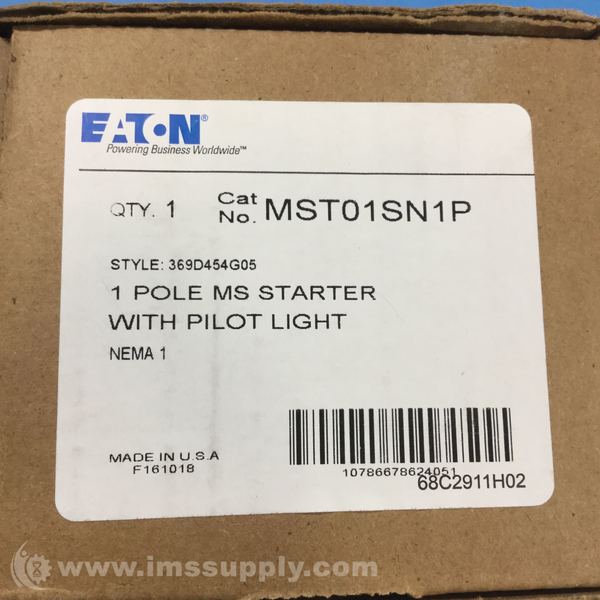 EATON®
Powering Business Worldwide™
QTY. 1 Cat No. MST01SN1P
STYLE: 369D454G05
1 POLE MS STARTER
WITH PILOT LIGHT
NEMA 1
MADE IN U.S.A
F161018
10786678624051
68C2911H02
© www.imssupply.com